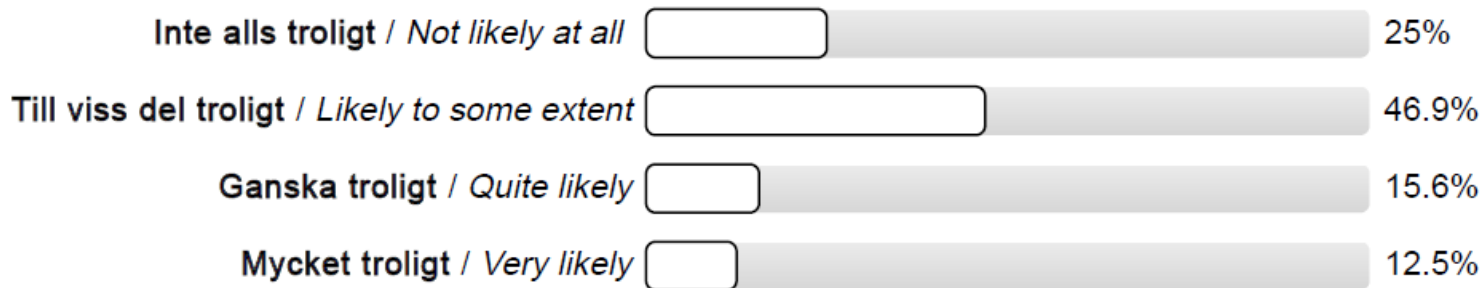 Inte alls troligt / Not likely at all 25%
Till viss del troligt / Likely to some extent 46.9%
Ganska troligt / Quite likely 15.6%
Mycket troligt / Very likely 12.5%